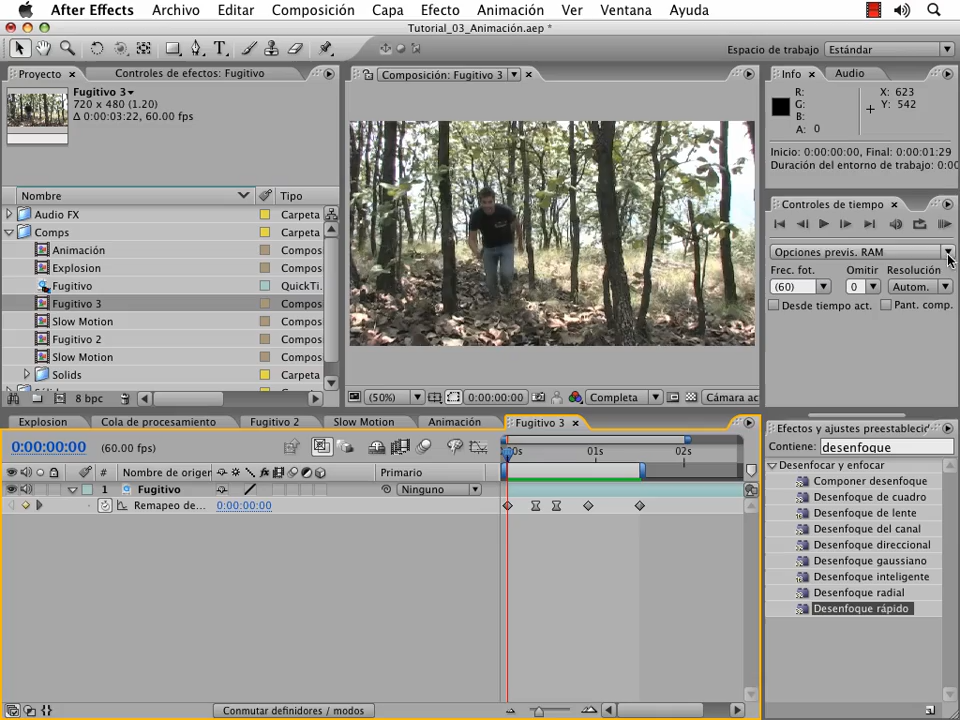 After Effects Archivo Editar Composición Capa Efecto Animación Ver Ventana Ayuda
Tutorial_03_Animación.aep *
Espacio de trabajo: Estándar
Proyecto × Controles de efectos: Fugitivo
Fugitivo 3
720 x 480 (1.20)
Δ 0:00:03:22, 60.00 fps
Nombre Tipo
Audio FX Carpeta
Comps Carpeta
Animación Compos
Explosion Compos
Fugitivo QuickTi.
Fugitivo 3 Compos
Slow Motion Compos
Fugitivo 2 Compos
Slow Motion Compos
Solids Carpeta
8 bpc
Composición: Fugitivo 3 ×
(50%) 0:00:00:00 Completa Cámara ac
Info × Audio
R:
G:
B:
A: 0
X: 623
Y: 542
Inicio: 0:00:00:00, Final: 0:00:01:29
Duración del entorno de trabajo: 0:00
Controles de tiempo ×
Opciones previs. RAM
Frec. fot. Omitir Resolución
(60) 0 Autom.
Desde tiempo act. Pant. comp.
Explosion Cola de procesamiento Fugitivo 2 Slow Motion Animación Fugitivo 3 ×
0:00:00:00 (60.00 fps)
01s 02s
# Nombre de origen Primario
1 Fugitivo Ninguno
Remapeo de... 0:00:00:00
Conmutar definidores / modos
Efectos y ajustes preestableci
Contiene: desenfoque
Desenfocar y enfocar
Componer desenfoque
Desenfoque de cuadro
Desenfoque de lente
Desenfoque del canal
Desenfoque direccional
Desenfoque gaussiano
Desenfoque inteligente
Desenfoque radial
Desenfoque rápido